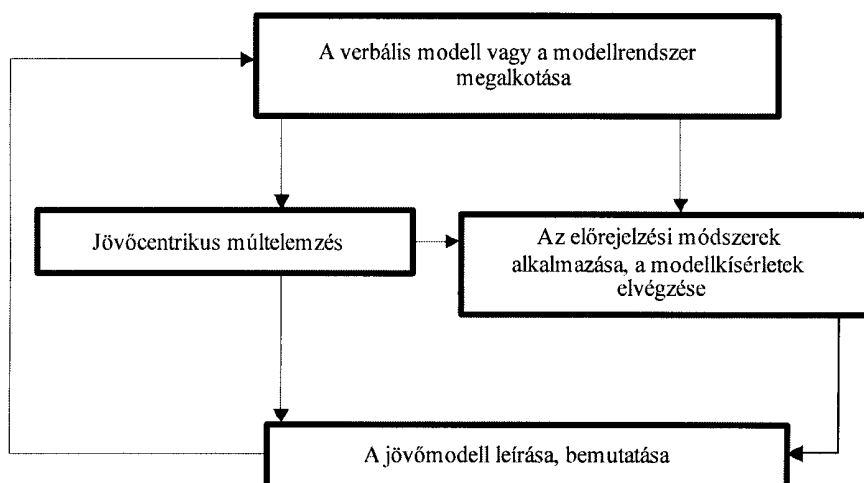 A verbális modell vagy a modellrendszer
megalkotása
Jövőcentrikus múltelemzés
Az előrejelzési módszerek
alkalmazása, a modellkísérletek
elvégzése
A jövőmodell leírása, bemutatása